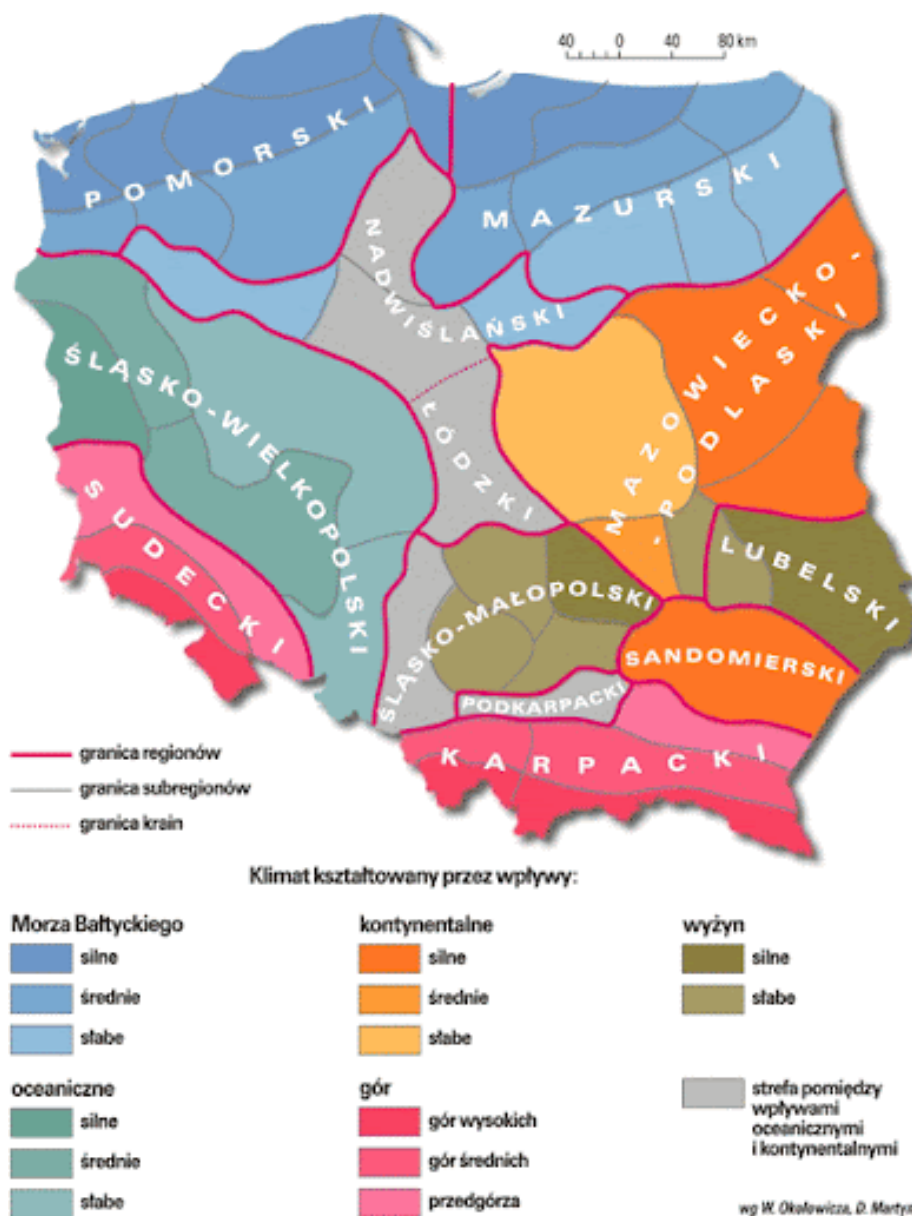 40 0 40 80 km
POMORSKI
MAZURSKI
NADWIŚLAŃSKI
MAZOWIECKO-
-PODLASKI
ŚLĄSKO-WIELKOPOLSKI
ŁÓDZKI
SUDECKI
LUBELSKI
ŚLĄSKO-MAŁOPOLSKI
SANDOMIERSKI
PODKARPACKI
KARPACKI
granica regionów
granica subregionów
granica krain
Klimat kształtowany przez wpływy:
Morza Bałtyckiego
silne
średnie
słabe
kontynentalne
silne
średnie
słabe
wyżyn
silne
słabe
oceaniczne
silne
średnie
słabe
gór
gór wysokich
gór średnich
przedgórza
strefa pomiędzy
wpływami
oceanicznymi
i kontynentalnymi
wg W. Okołowicza, D. Martyn